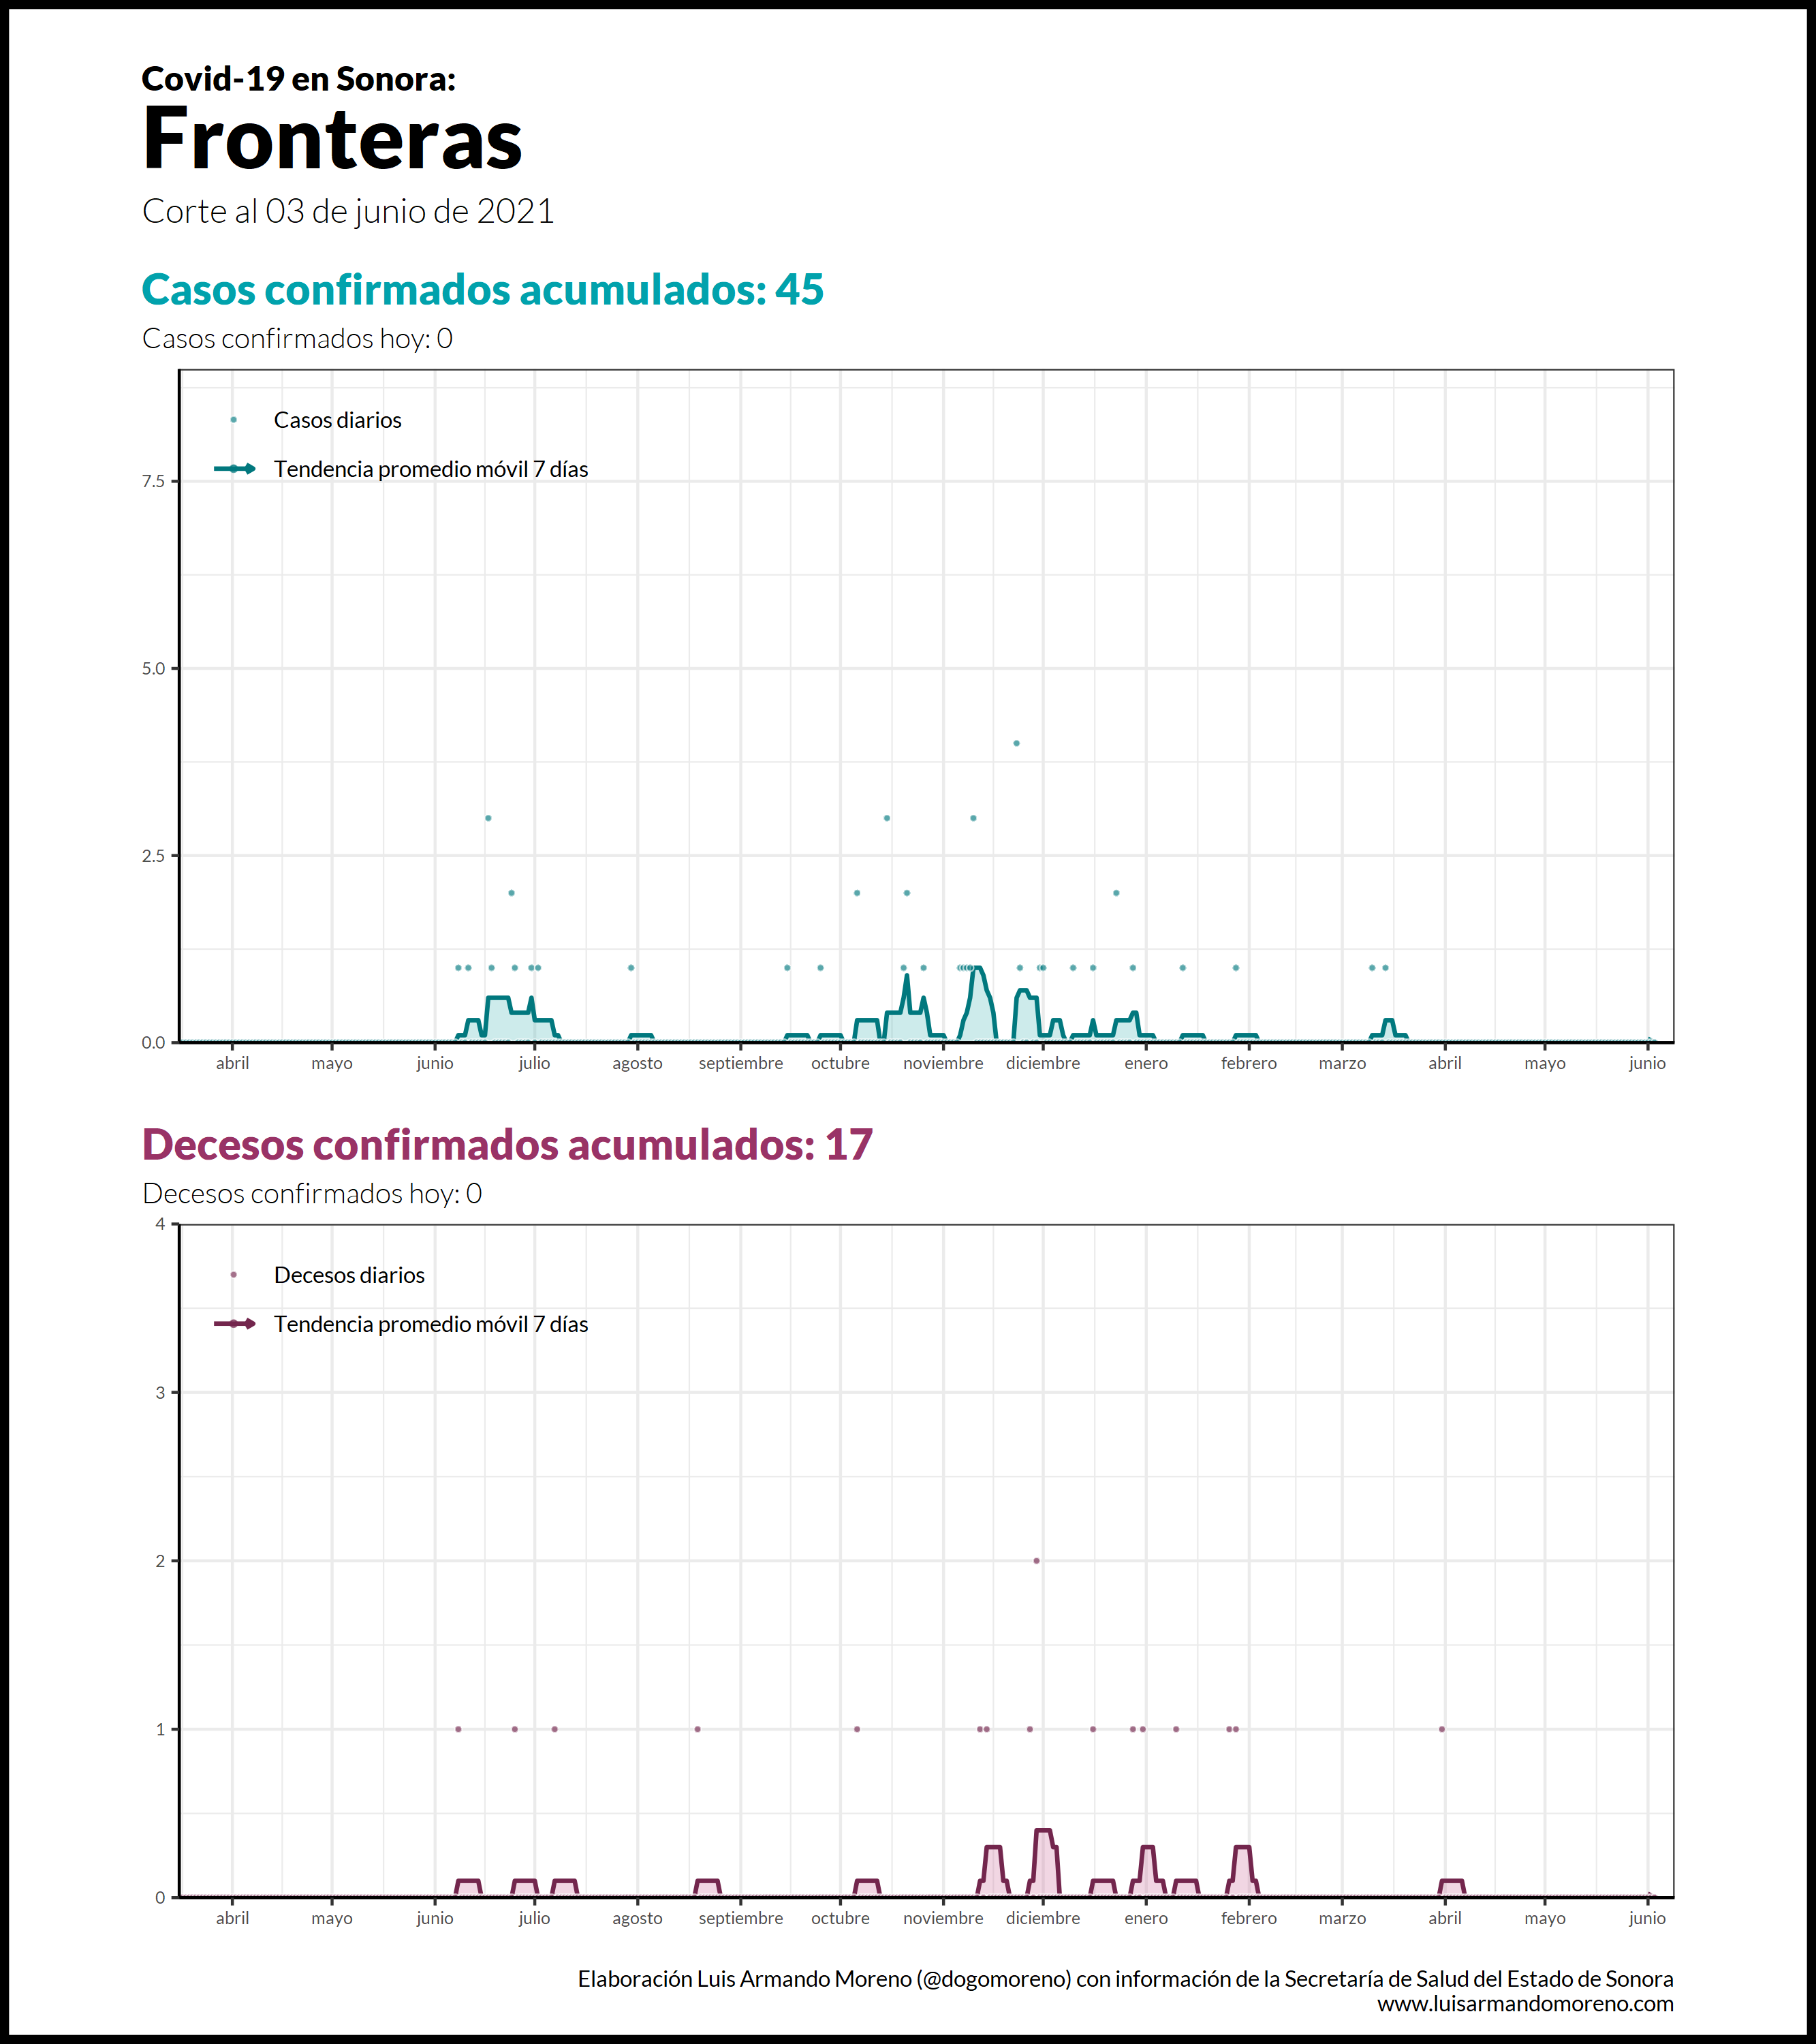 Covid-19 en Sonora:
Fronteras
Corte al 03 de junio de 2021
Casos confirmados acumulados: 45
Casos confirmados hoy: 0
Casos diarios
Tendencia promedio móvil 7 días
7.5
5.0
2.5
0.0
abril mayo junio julio agosto septiembre octubre noviembre diciembre enero febrero marzo abril mayo junio
Decesos confirmados acumulados: 17
Decesos confirmados hoy: 0
4
Decesos diarios
Tendencia promedio móvil 7 días
3
2
1
0
abril mayo junio julio agosto septiembre octubre noviembre diciembre enero febrero marzo abril mayo junio
Elaboración Luis Armando Moreno (@dogomoreno) con información de la Secretaría de Salud del Estado de Sonora
www.luisarmandomoreno.com